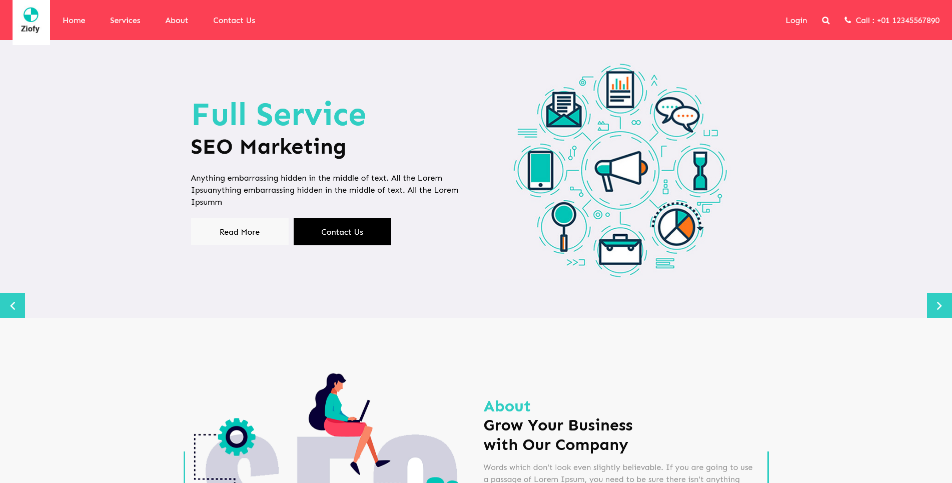 Ziofy
Home
Services
About
Contact Us
Login
Call : +01 12345567890
Full Service
SEO Marketing
Anything embarrassing hidden in the middle of text. All the Lorem
Ipsuanything embarrassing hidden in the middle of text. All the Lorem
Ipsumm
Read More
Contact Us
SEO
About
Grow Your Business
with Our Company
Words which don't look even slightly believable. If you are going to use
a passage of Lorem Ipsum, you need to be sure there isn't anything